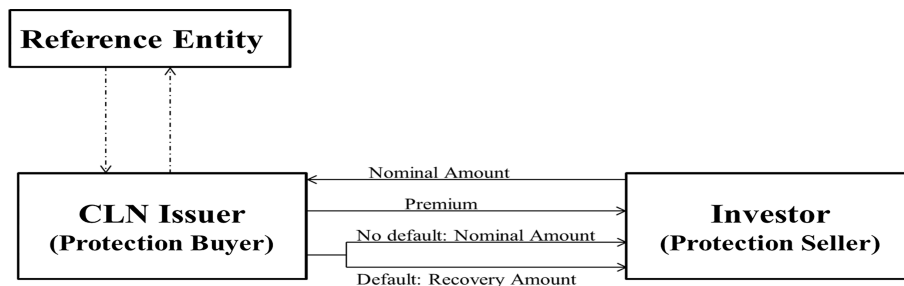 Reference Entity
Nominal Amount
CLN Issuer
(Protection Buyer)
Premium
No default: Nominal Amount
Default: Recovery Amount
Investor
(Protection Seller)